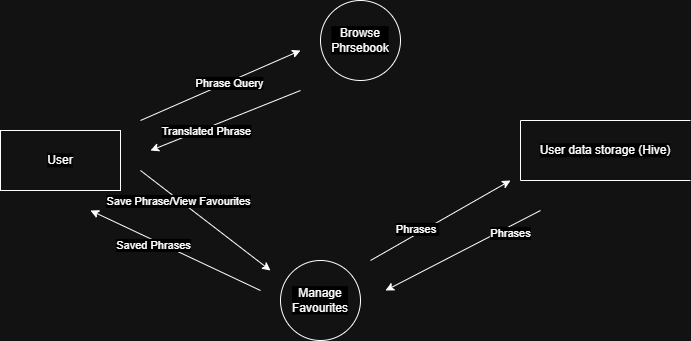 Browse
Phrsebook
Phrase Query
Translated Phrase
User
User data storage (Hive)
Save Phrase/View Favourites
Phrases
Phrases
Saved Phrases
Manage
Favourites